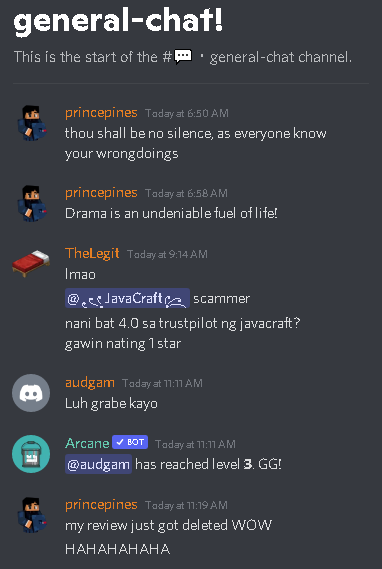 general-chat!
This is the start of the #💬 • general-chat channel.
princepines Today at 6:50 AM
thou shall be no silence, as everyone know
your wrongdoings
princepines Today at 6:58 AM
Drama is an undeniable fuel of life!
TheLegit Today at 9:14 AM
lmao
@ JavaCraft scammer
nani bat 4.0 sa trustpilot ng javacraft?
gawin nating 1 star
audgam Today at 11:11 AM
Luh grabe kayo
Arcane ✓ BOT Today at 11:11 AM
@audgam has reached level 3. GG!
princepines Today at 11:19 AM
my review just got deleted WOW
HAHAHAHAHA